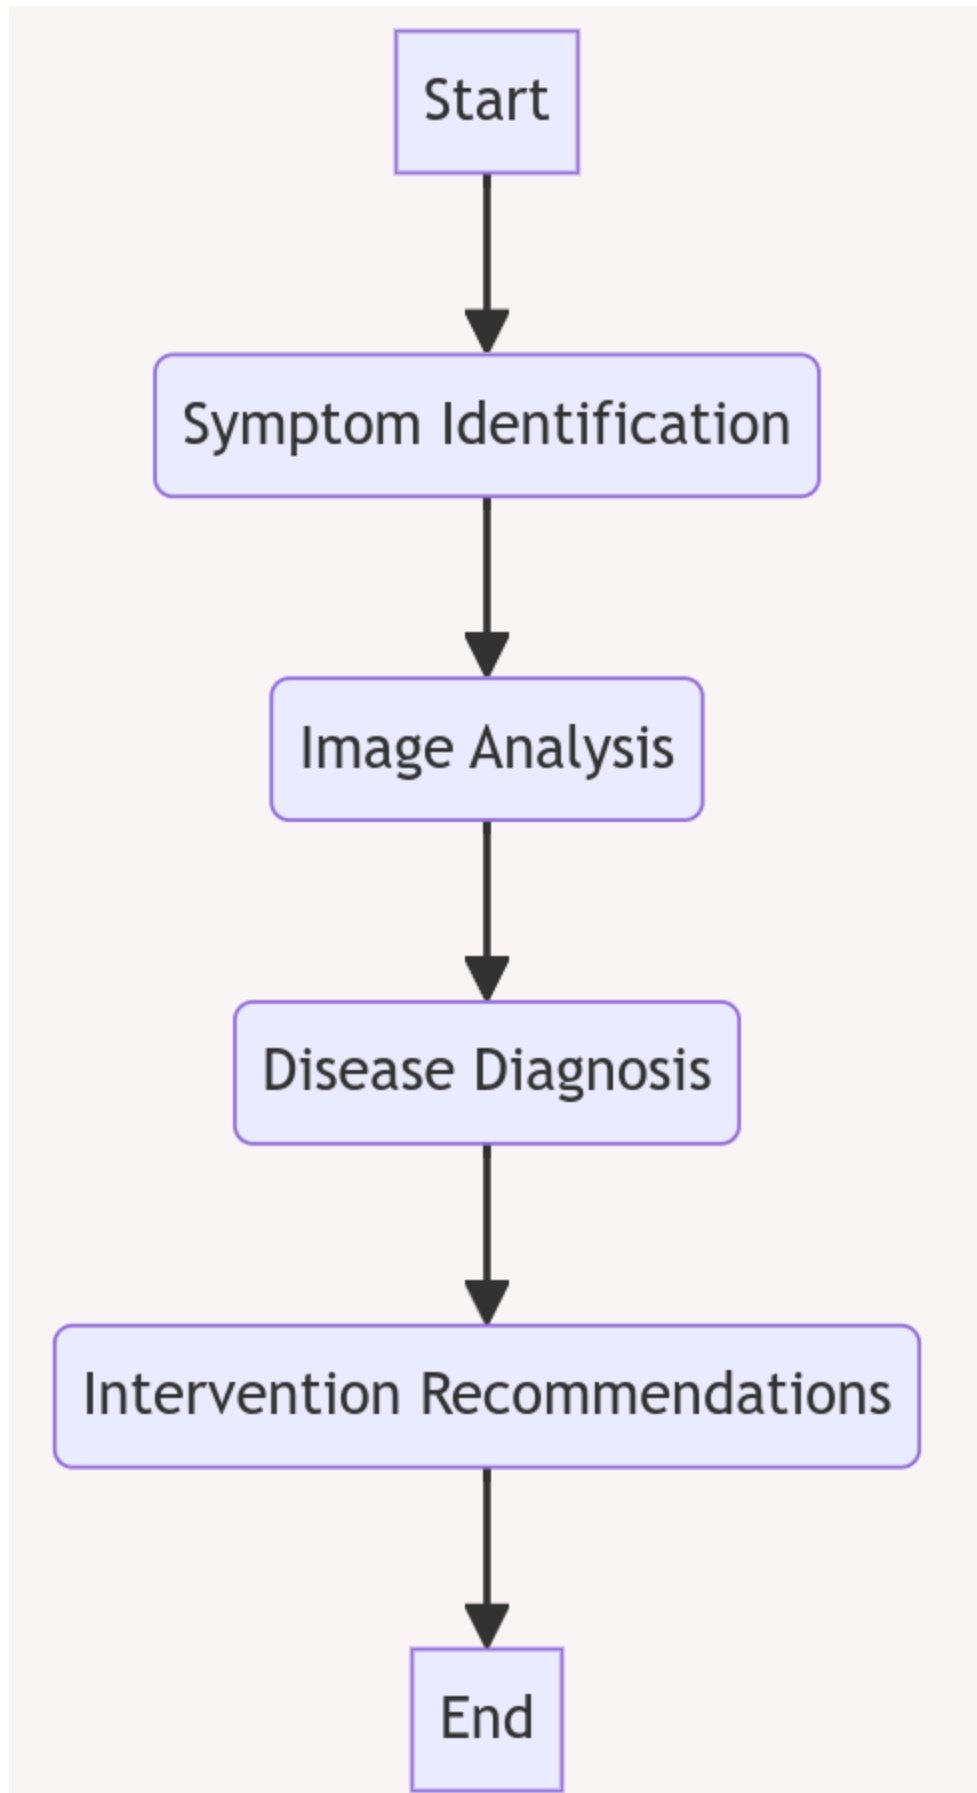 Start
Symptom Identification
Image Analysis
Disease Diagnosis
Intervention Recommendations
End